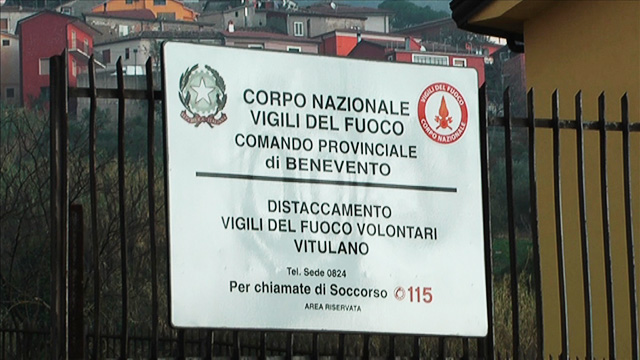 CORPO NAZIONALE
VIGILI DEL FUOCO
COMANDO PROVINCIALE
di BENEVENTO
VIGILI DEL FUOCO
CORPO NAZIONALE
DISTACCAMENTO
VIGILI DEL FUOCO VOLONTARI
VITULANO
Tel. Sede 0824
Per chiamate di Soccorso 115
AREA RISERVATA